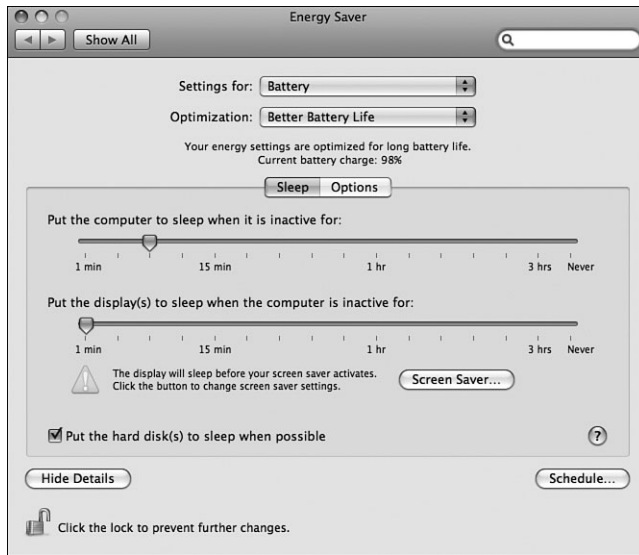 Energy Saver
Show All
Settings for: Battery
Optimization: Better Battery Life
Your energy settings are optimized for long battery life.
Current battery charge: 98%
Sleep Options
Put the computer to sleep when it is inactive for:
1 min 15 min 1 hr 3 hrs Never
Put the display(s) to sleep when the computer is inactive for:
1 min 15 min 1 hr 3 hrs Never
The display will sleep before your screen saver activates.
Click the button to change screen saver settings.
Screen Saver...
Put the hard disk(s) to sleep when possible
?
Hide Details Schedule...
Click the lock to prevent further changes.